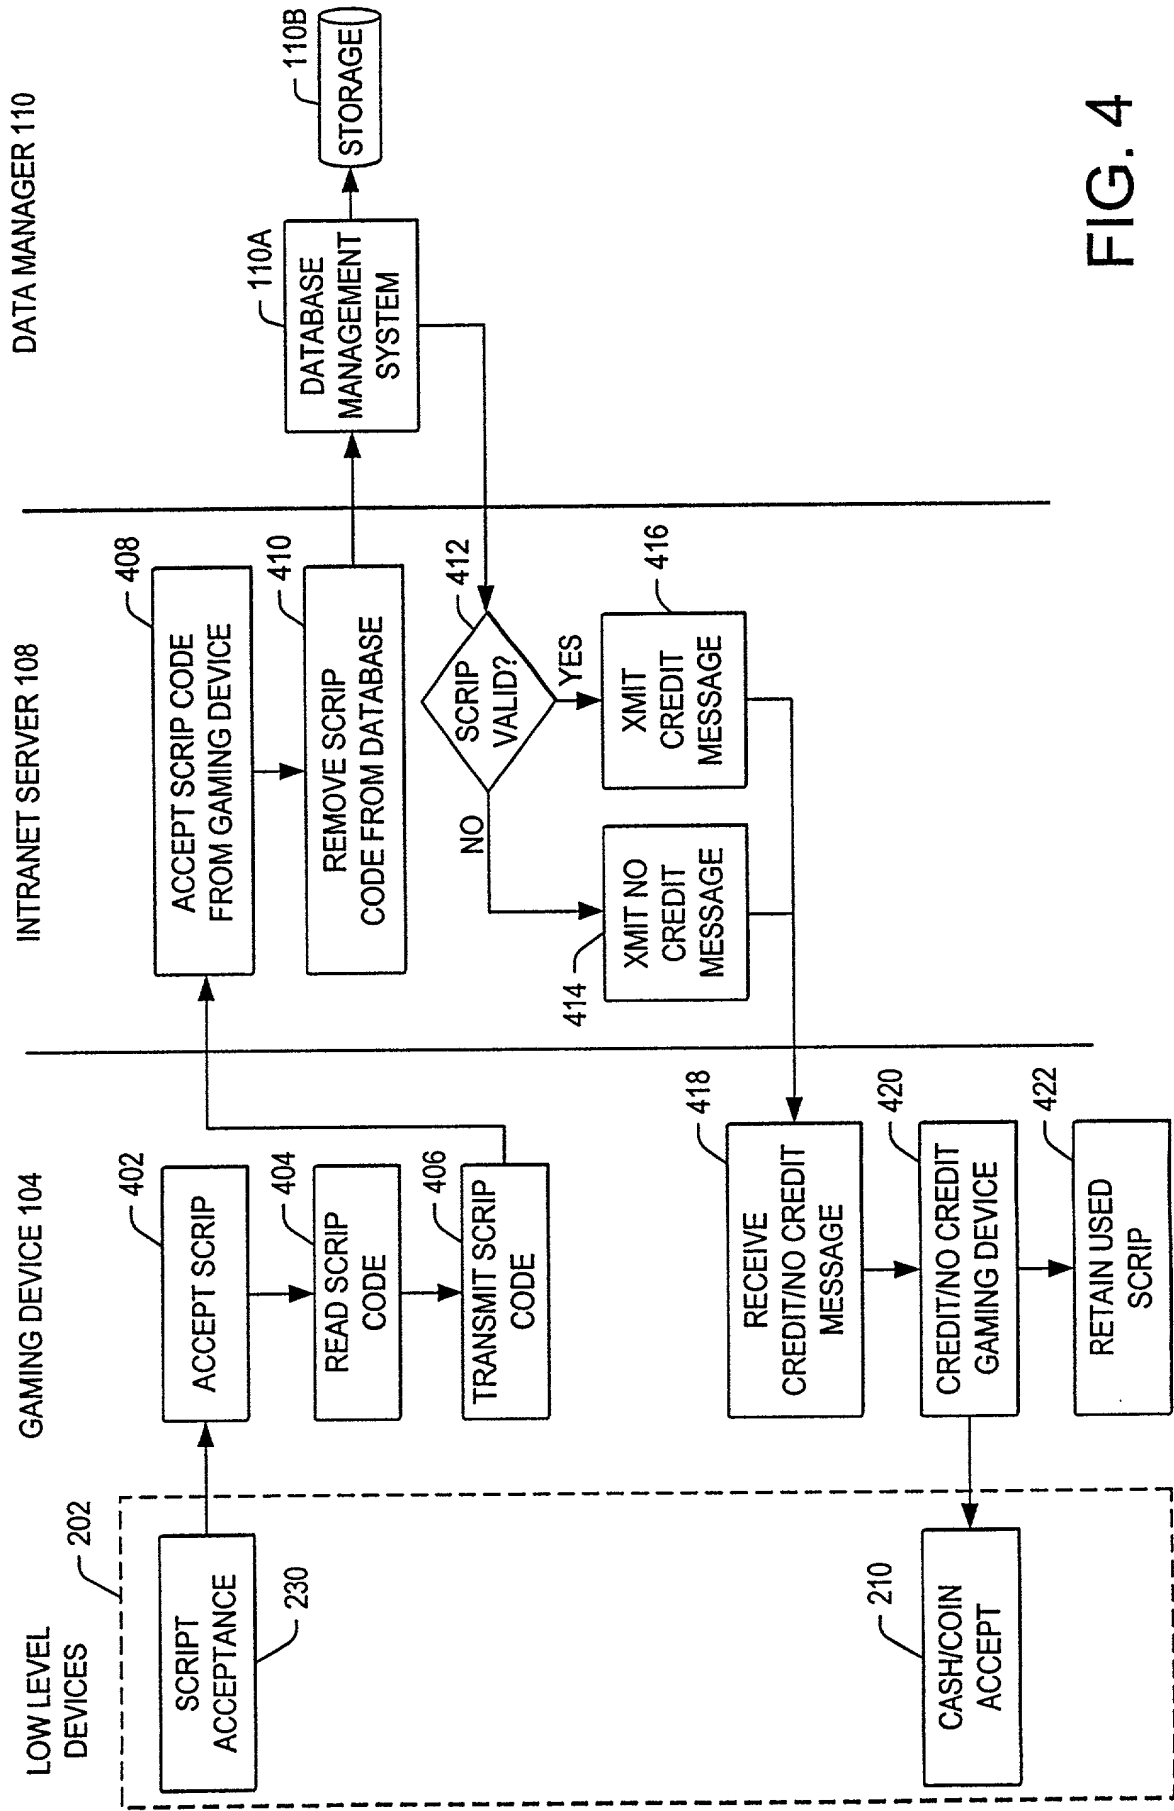 LOW LEVEL
DEVICES
202
SCRIPT
ACCEPTANCE
230
CASH/COIN
ACCEPT
210
GAMING DEVICE 104
402
ACCEPT SCRIP
404
READ SCRIP
CODE
406
TRANSMIT SCRIP
CODE
418
RECEIVE
CREDIT/NO CREDIT
MESSAGE
420
CREDIT/NO CREDIT
GAMING DEVICE
422
RETAIN USED
SCRIP
INTRANET SERVER 108
408
ACCEPT SCRIP CODE
FROM GAMING DEVICE
410
REMOVE SCRIP
CODE FROM DATABASE
412
SCRIP
VALID?
NO
YES
414
XMIT NO
CREDIT
MESSAGE
416
XMIT
CREDIT
MESSAGE
DATA MANAGER 110
110A
DATABASE
MANAGEMENT
SYSTEM
110B
STORAGE
FIG. 4